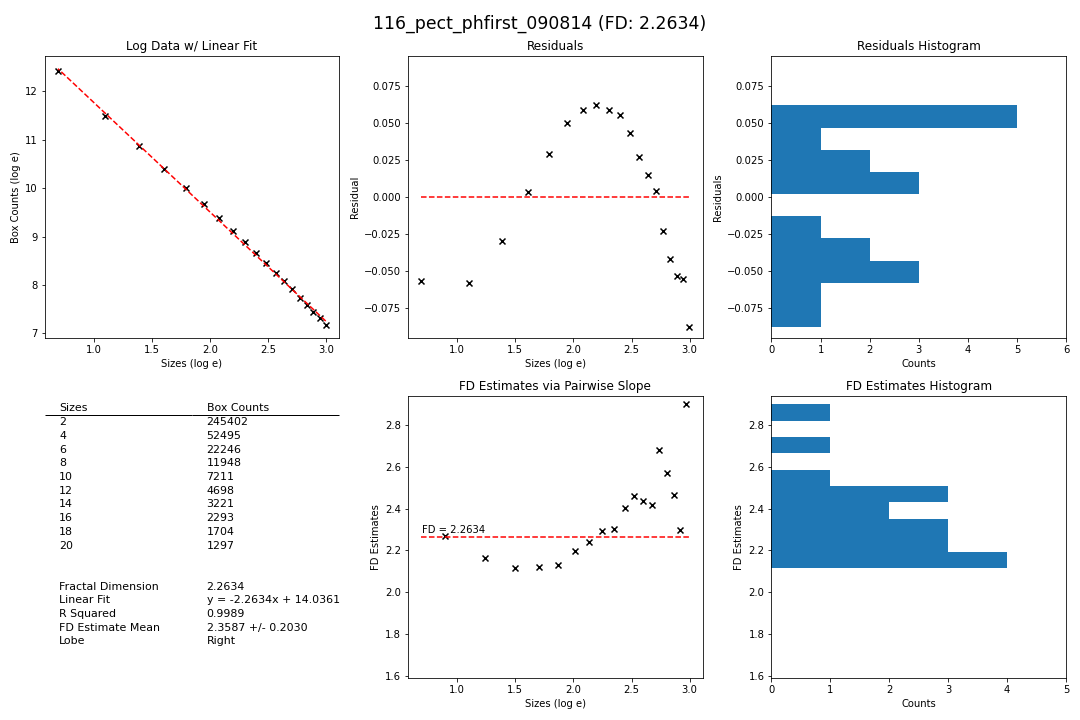 116_pect_phfirst_090814 (FD: 2.2634)
Log Data w/ Linear Fit
12
11
10
9
8
7
Box Counts (log e)
1.0 1.5 2.0 2.5 3.0
Sizes (log e)
Residuals
0.075
0.050
0.025
0.000
−0.025
−0.050
−0.075
Residual
1.0 1.5 2.0 2.5 3.0
Sizes (log e)
Residuals Histogram
0.075
0.050
0.025
0.000
−0.025
−0.050
−0.075
Residuals
0 1 2 3 4 5 6
Counts
Sizes Box Counts
2 245402
4 52495
6 22246
8 11948
10 7211
12 4698
14 3221
16 2293
18 1704
20 1297
Fractal Dimension 2.2634
Linear Fit y = -2.2634x + 14.0361
R Squared 0.9989
FD Estimate Mean 2.3587 +/- 0.2030
Lobe Right
FD Estimates via Pairwise Slope
2.8
2.6
2.4
2.2
2.0
1.8
1.6
FD Estimates
FD = 2.2634
1.0 1.5 2.0 2.5 3.0
Sizes (log e)
FD Estimates Histogram
2.8
2.6
2.4
2.2
2.0
1.8
1.6
FD Estimates
0 1 2 3 4 5
Counts